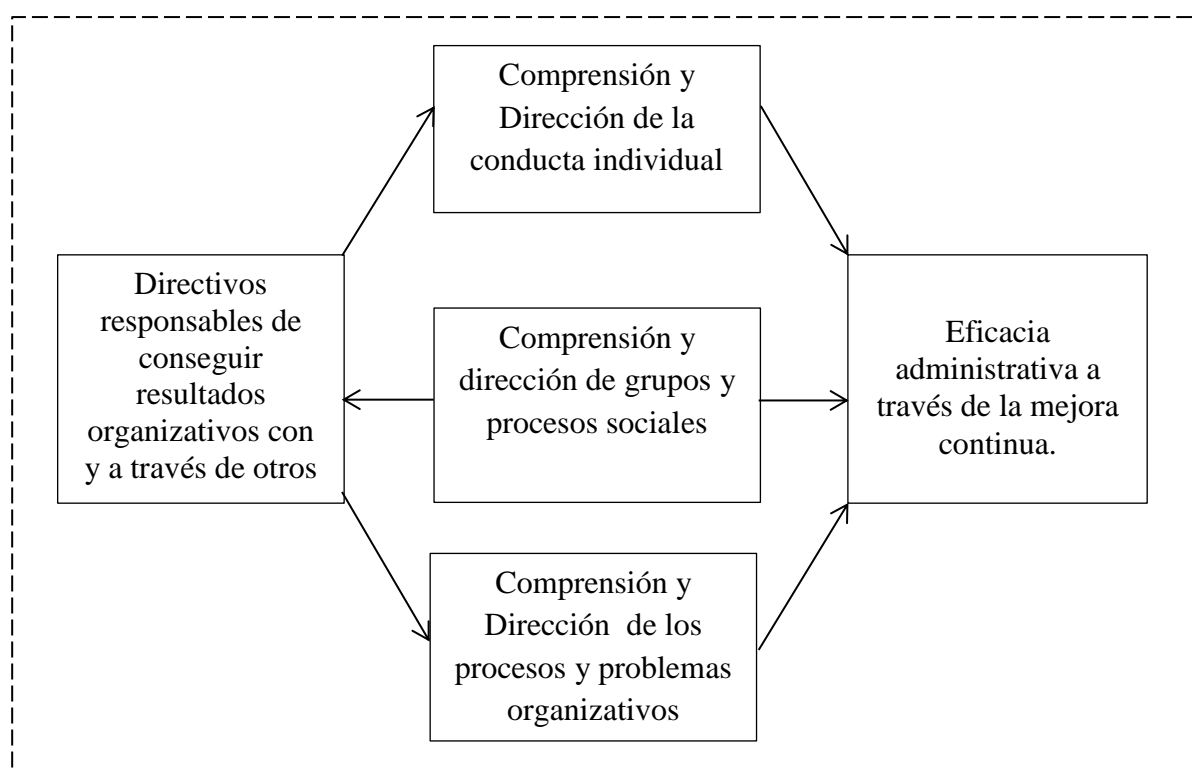 Comprensión y
Dirección de la
conducta individual
Directivos
responsables de
conseguir
resultados
organizativos con
y a través de otros
Comprensión y
dirección de grupos y
procesos sociales
Eficacia
administrativa a
través de la mejora
continua.
Comprensión y
Dirección  de los
procesos y problemas
organizativos